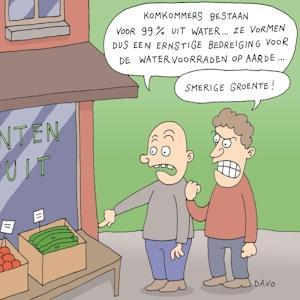 KOMKOMMERS BESTAAN
VOOR 99% UIT WATER... ZE VORMEN
DUS EEN ERNSTIGE BEDREIGING VOOR
DE WATERVOORRADEN OP AARDE...
SMERIGE GROENTE!
NTEN
UIT
DAVO